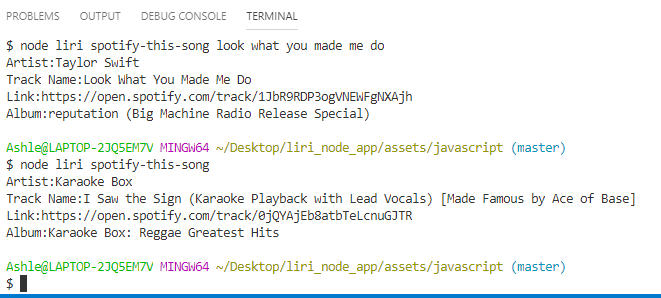 PROBLEMS OUTPUT DEBUG CONSOLE TERMINAL
$ node liri spotify-this-song look what you made me do
Artist:Taylor Swift
Track Name:Look What You Made Me Do
Link:https://open.spotify.com/track/1JbR9RDP3ogVNEWFgNXAjh
Album:reputation (Big Machine Radio Release Special)
Ashle@LAPTOP-2JQ5EM7V MINGW64 ~/Desktop/liri_node_app/assets/javascript (master)
$ node liri spotify-this-song
Artist:Karaoke Box
Track Name:I Saw the Sign (Karaoke Playback with Lead Vocals) [Made Famous by Ace of Base]
Link:https://open.spotify.com/track/0jQYAjEb8atbTeLcnuGJTR
Album:Karaoke Box: Reggae Greatest Hits
Ashle@LAPTOP-2JQ5EM7V MINGW64 ~/Desktop/liri_node_app/assets/javascript (master)
$